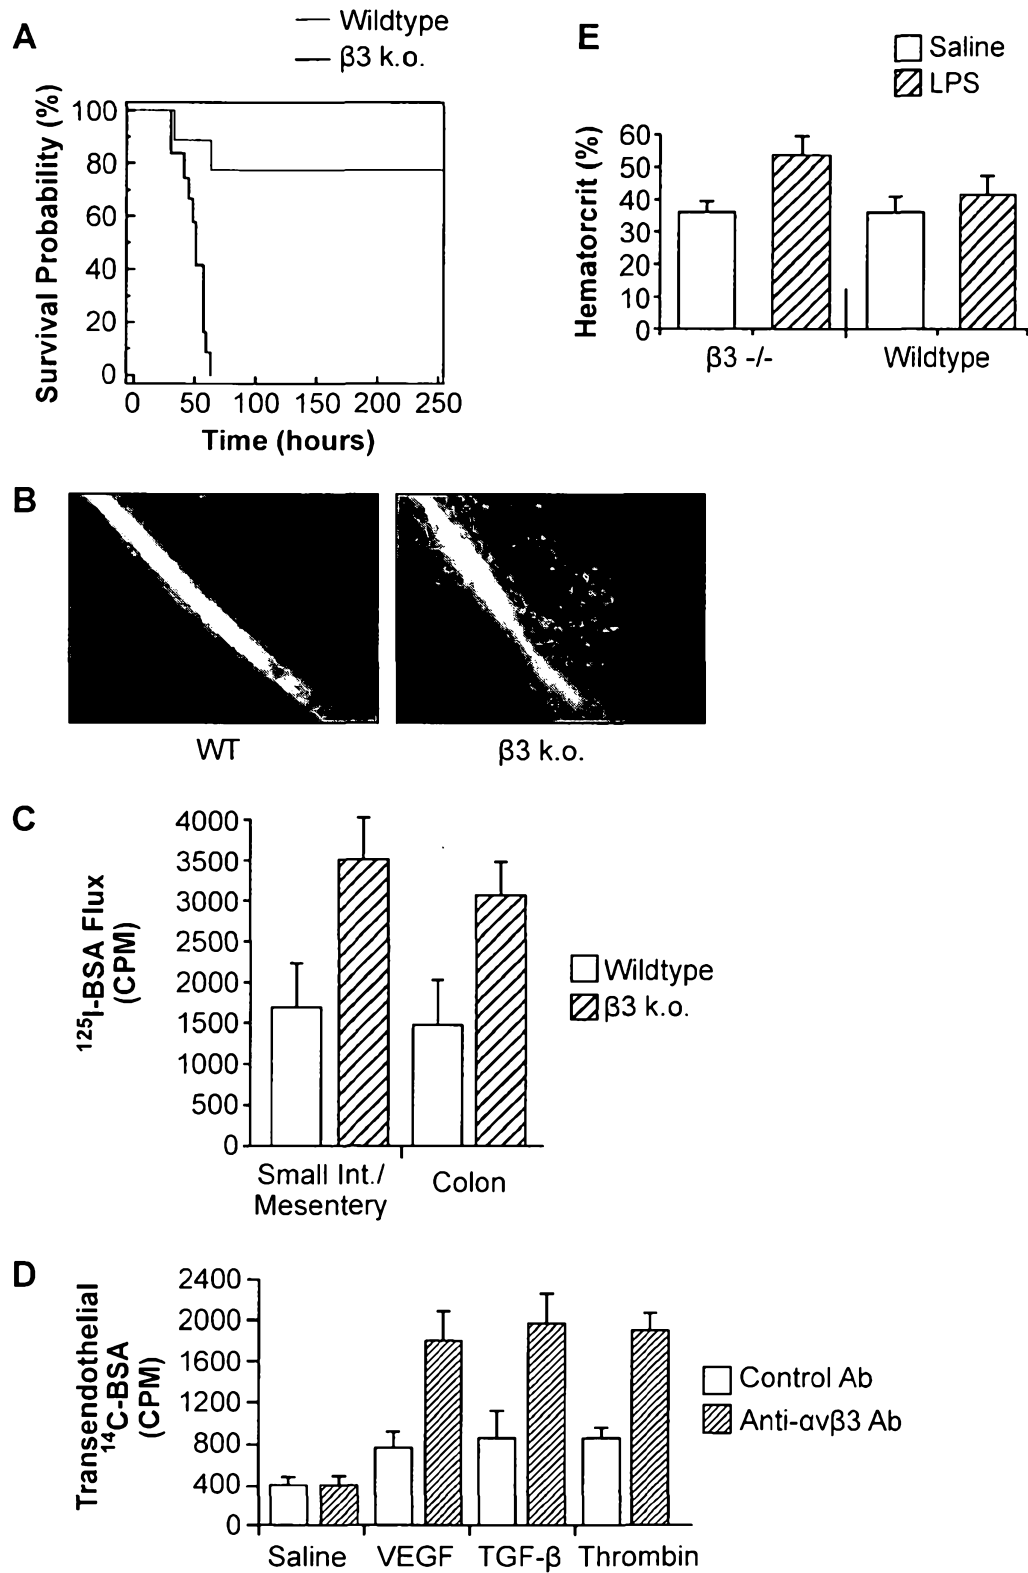 A
Wildtype
β3 k.o.
Survival Probability (%)
100
80
60
40
20
0
0 50 100 150 200 250
Time (hours)
E
Saline
LPS
Hematorcrit (%)
60
50
40
30
20
10
0
β3 -/- Wildtype
B
WT β3 k.o.
C
125I-BSA Flux
(CPM)
4000
3500
3000
2500
2000
1500
1000
500
0
Wildtype
β3 k.o.
Small Int./
Mesentery
Colon
D
Transendothelial
14C-BSA
(CPM)
2400
2000
1600
1200
800
400
0
Control Ab
Anti-αvβ3 Ab
Saline VEGF TGF-β Thrombin